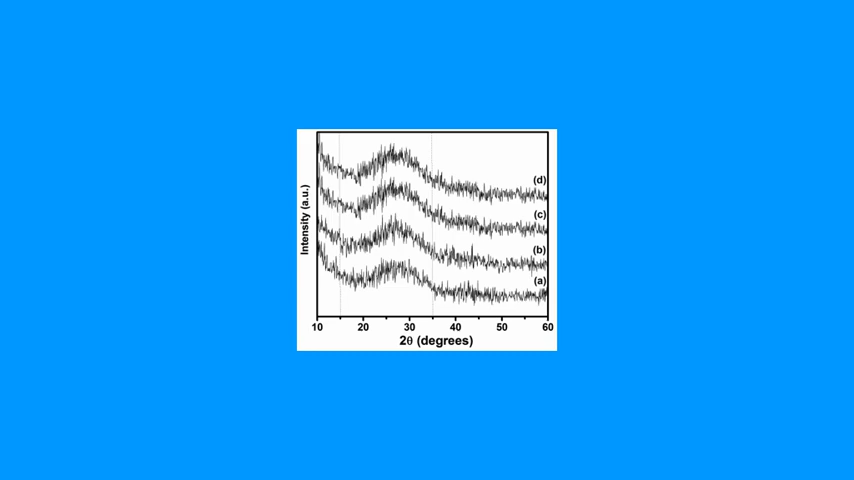 (d)
(c)
(b)
(a)
Intensity (a.u.)
10 20 30 40 50 60
2θ (degrees)